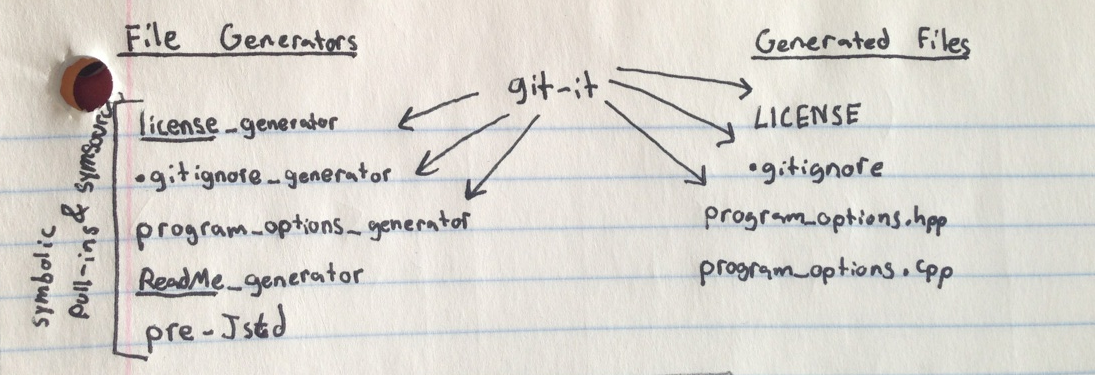 File Generators
Generated Files
git-it
license_generator
LICENSE
.gitignore_generator
.gitignore
program_options_generator
program_options.hpp
ReadMe_generator
program_options.cpp
pre-Jstd
symbolic
pull-ins & symsource